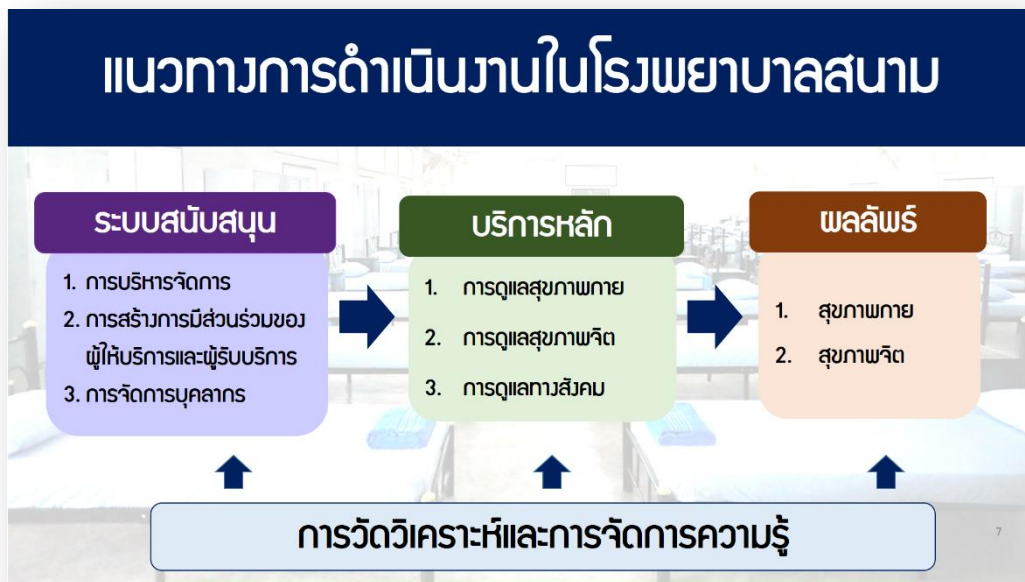 แนวทางการดำเนินงานในโรงพยาบาลสนาม
ระบบสนับสนุน
1. การบริหารจัดการ
2. การสร้างการมีส่วนร่วมของ
ผู้ให้บริการและผู้รับบริการ
3. การจัดการบุคลากร
บริการหลัก
1. การดูแลสุขภาพกาย
2. การดูแลสุขภาพจิต
3. การดูแลทางสังคม
ผลลัพธ์
1. สุขภาพกาย
2. สุขภาพจิต
การวัดวิเคราะห์และการจัดการความรู้
7